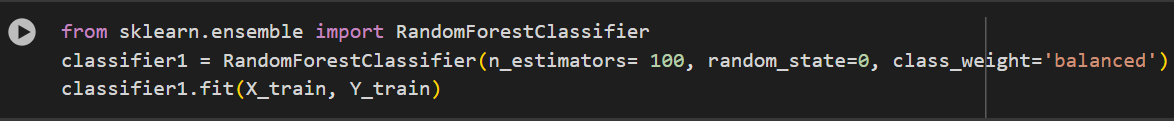 from sklearn.ensemble import RandomForestClassifier
classifier1 = RandomForestClassifier(n_estimators= 100, random_state=0, class_weight='balanced')
classifier1.fit(X_train, Y_train)